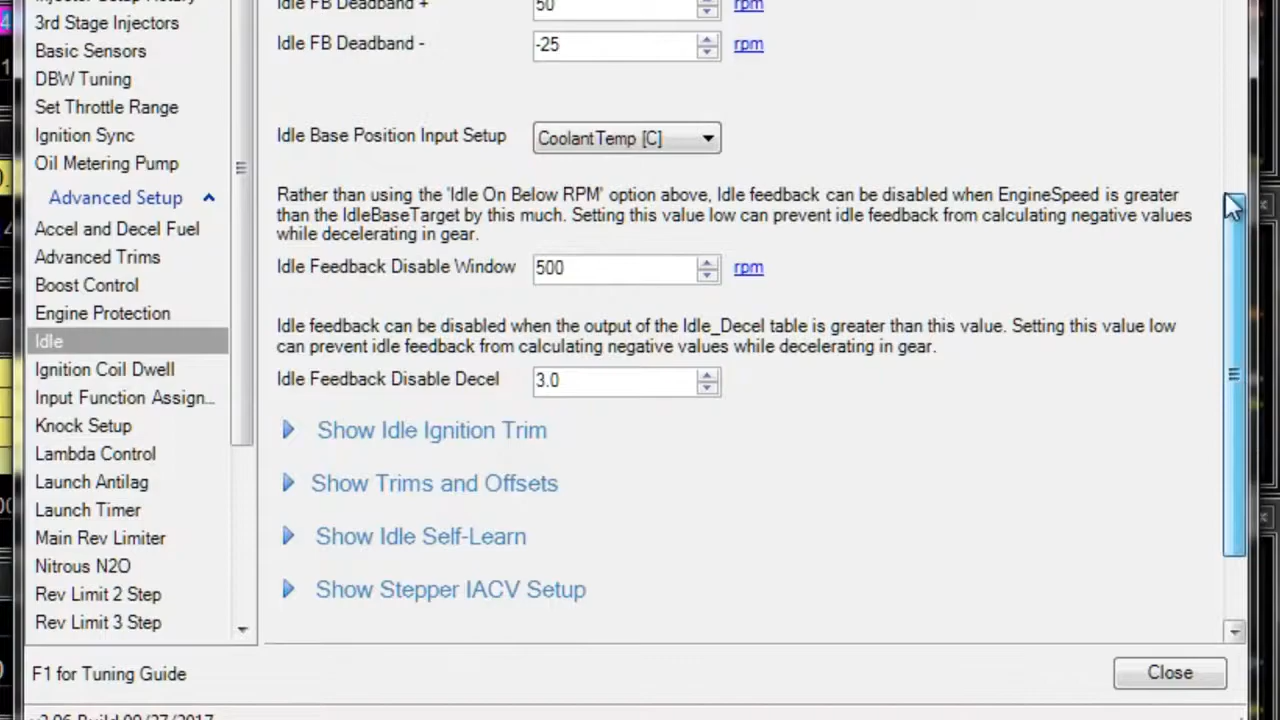 Injector Setup Rotary
3rd Stage Injectors
Basic Sensors
DBW Tuning
Set Throttle Range
Ignition Sync
Oil Metering Pump
Advanced Setup
Accel and Decel Fuel
Advanced Trims
Boost Control
Engine Protection
Idle
Ignition Coil Dwell
Input Function Assign...
Knock Setup
Lambda Control
Launch Antilag
Launch Timer
Main Rev Limiter
Nitrous N2O
Rev Limit 2 Step
Rev Limit 3 Step
Idle FB Deadband + 50 rpm
Idle FB Deadband - -25 rpm
Idle Base Position Input Setup CoolantTemp [C]
Rather than using the 'Idle On Below RPM' option above, Idle feedback can be disabled when EngineSpeed is greater
than the IdleBaseTarget by this much. Setting this value low can prevent idle feedback from calculating negative values
while decelerating in gear.
Idle Feedback Disable Window 500 rpm
Idle feedback can be disabled when the output of the Idle_Decel table is greater than this value. Setting this value low
can prevent idle feedback from calculating negative values while decelerating in gear.
Idle Feedback Disable Decel 3.0
Show Idle Ignition Trim
Show Trims and Offsets
Show Idle Self-Learn
Show Stepper IACV Setup
F1 for Tuning Guide
Close